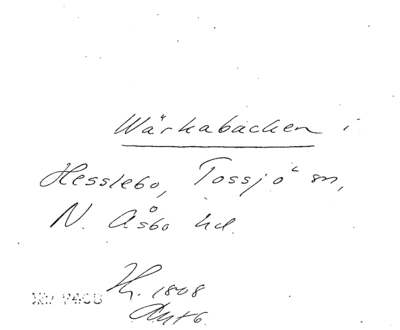 Wärkabacken i
Hesslebo, Tossjö sn,
N. Åsbo hd.
1808